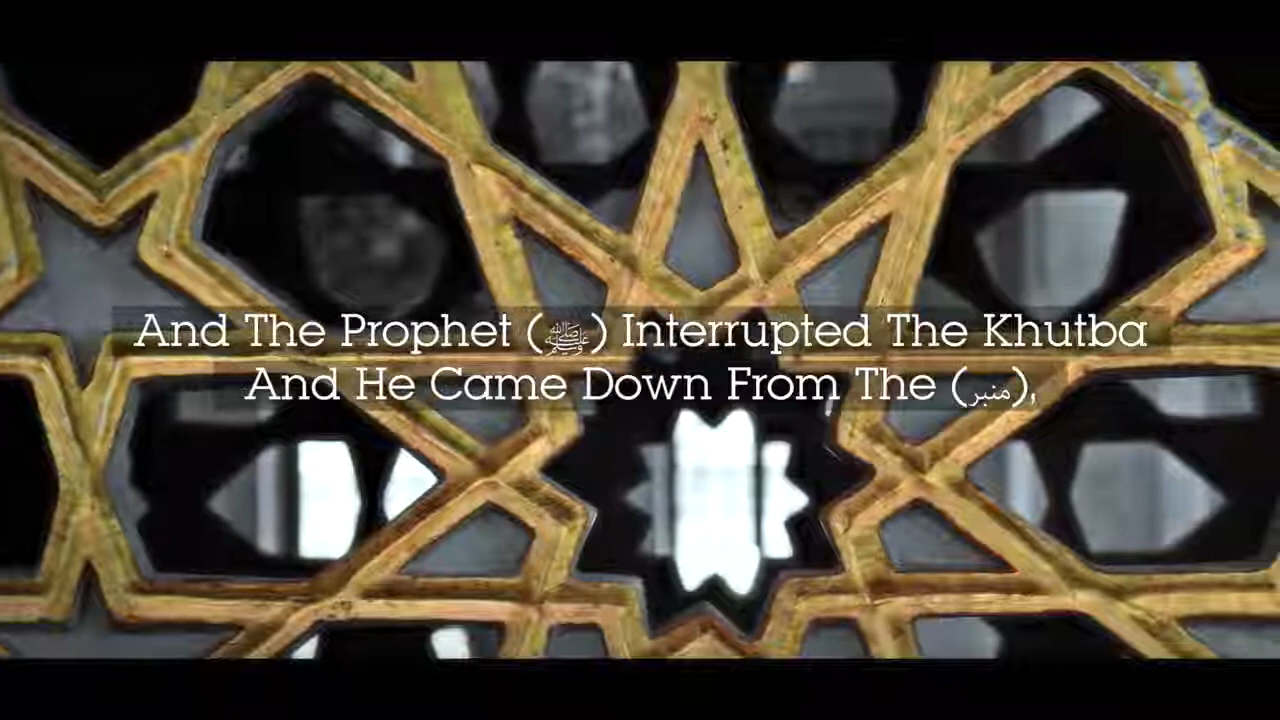 And The Prophet (ﷺ) Interrupted The Khutba
And He Came Down From The (منبر),